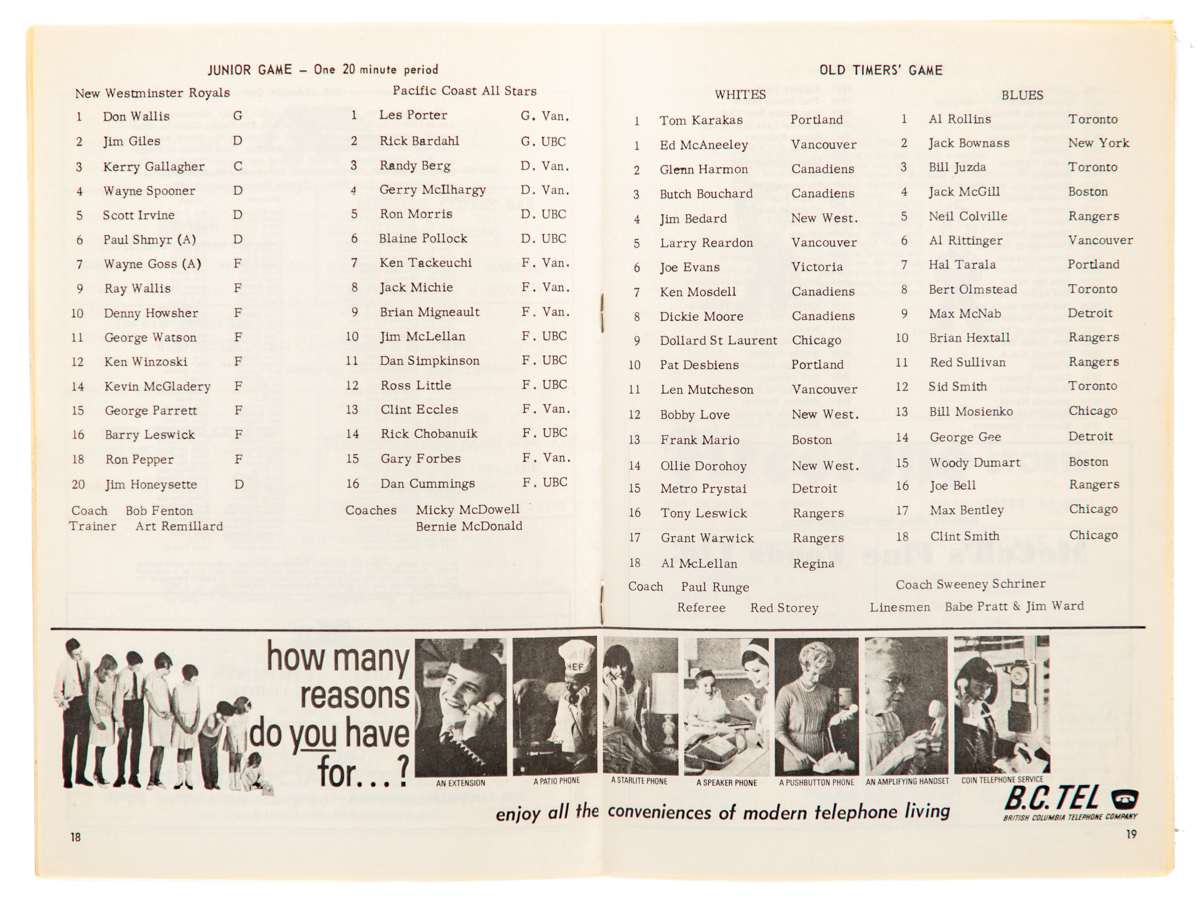 JUNIOR GAME – One 20 minute period
New Westminster Royals
1 Don Wallis G
2 Jim Giles D
3 Kerry Gallagher C
4 Wayne Spooner D
5 Scott Irvine D
6 Paul Shmyr (A) D
7 Wayne Goss (A) F
9 Ray Wallis F
10 Denny Howsher F
11 George Watson F
12 Ken Winzoski F
14 Kevin McGladery F
15 George Parrett F
16 Barry Leswick F
18 Ron Pepper F
20 Jim Honeysette D
Coach Bob Fenton
Trainer Art Remillard
Pacific Coast All Stars
1 Les Porter G. Van.
2 Rick Bardahl G. UBC
3 Randy Berg D. Van.
4 Gerry McIlhargy D. Van.
5 Ron Morris D. UBC
6 Blaine Pollock D. UBC
7 Ken Tackeuchi F. Van.
8 Jack Michie F. Van.
9 Brian Migneault F. Van.
10 Jim McLellan F. UBC
11 Dan Simpkinson F. UBC
12 Ross Little F. UBC
13 Clint Eccles F. Van.
14 Rick Chobanuik F. UBC
15 Gary Forbes F. Van.
16 Dan Cummings F. UBC
Coaches Micky McDowell
Bernie McDonald
OLD TIMERS' GAME
WHITES
1 Tom Karakas Portland
1 Ed McAneeley Vancouver
2 Glenn Harmon Canadiens
3 Butch Bouchard Canadiens
4 Jim Bedard New West.
5 Larry Reardon Vancouver
6 Joe Evans Victoria
7 Ken Mosdell Canadiens
8 Dickie Moore Canadiens
9 Dollard St Laurent Chicago
10 Pat Desbiens Portland
11 Len Mutcheson Vancouver
12 Bobby Love New West.
13 Frank Mario Boston
14 Ollie Dorohoy New West.
15 Metro Prystai Detroit
16 Tony Leswick Rangers
17 Grant Warwick Rangers
18 Al McLellan Regina
Coach Paul Runge
BLUES
1 Al Rollins Toronto
2 Jack Bownass New York
3 Bill Juzda Toronto
4 Jack McGill Boston
5 Neil Colville Rangers
6 Al Rittinger Vancouver
7 Hal Tarala Portland
8 Bert Olmstead Toronto
9 Max McNab Detroit
10 Brian Hextall Rangers
11 Red Sullivan Rangers
12 Sid Smith Toronto
13 Bill Mosienko Chicago
14 George Gee Detroit
15 Woody Dumart Boston
16 Joe Bell Rangers
17 Max Bentley Chicago
18 Clint Smith Chicago
Coach Sweeney Schriner
Referee Red Storey Linesmen Babe Pratt & Jim Ward
how many
reasons
do you have
for...?
AN EXTENSION
A PATIO PHONE
A STARLITE PHONE
A SPEAKER PHONE
A PUSHBUTTON PHONE
AN AMPLIFYING HANDSET
COIN TELEPHONE SERVICE
enjoy all the conveniences of modern telephone living
B.C. TEL
BRITISH COLUMBIA TELEPHONE COMPANY
18
19